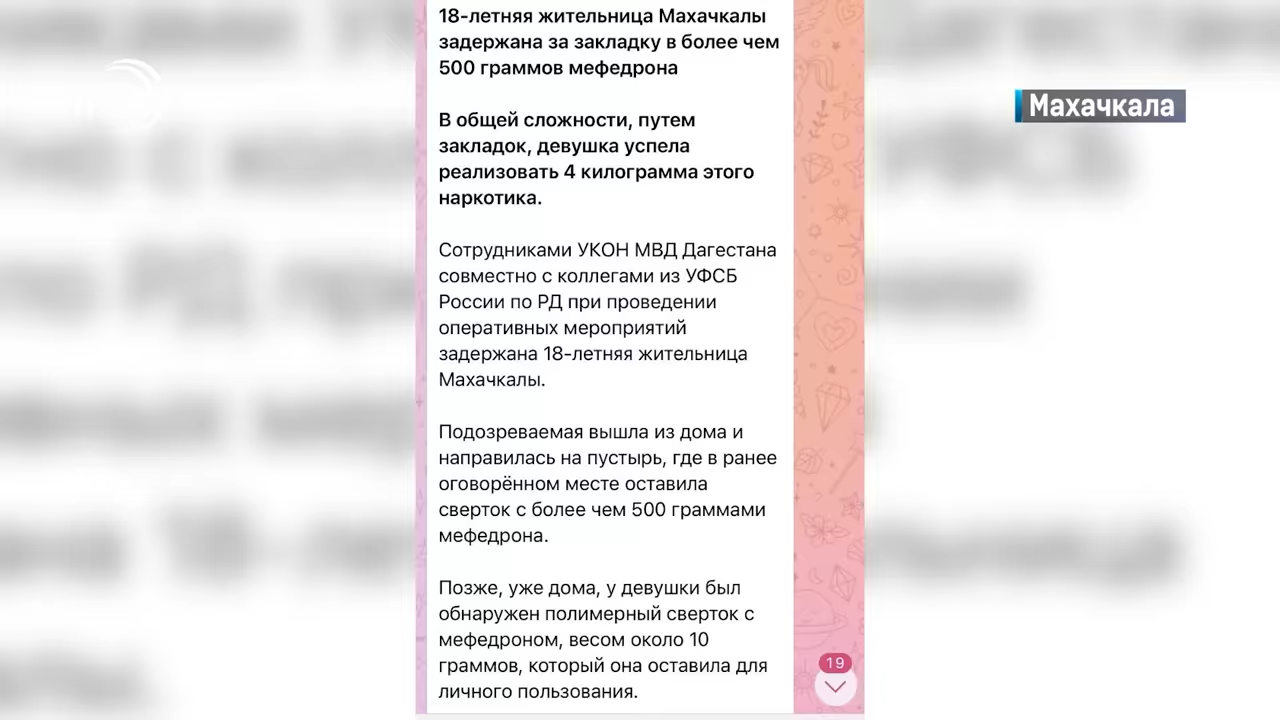 18-летняя жительница Махачкалы
задержана за закладку в более чем
500 граммов мефедрона
В общей сложности, путем
закладок, девушка успела
реализовать 4 килограмма этого
наркотика.
Сотрудниками УКОН МВД Дагестана
совместно с коллегами из УФСБ
России по РД при проведении
оперативных мероприятий
задержана 18-летняя жительница
Махачкалы.
Подозреваемая вышла из дома и
направилась на пустырь, где в ранее
оговорённом месте оставила
сверток с более чем 500 граммами
мефедрона.
Позже, уже дома, у девушки был
обнаружен полимерный сверток с
мефедроном, весом около 10
граммов, который она оставила для
личного пользования.
19
Махачкала